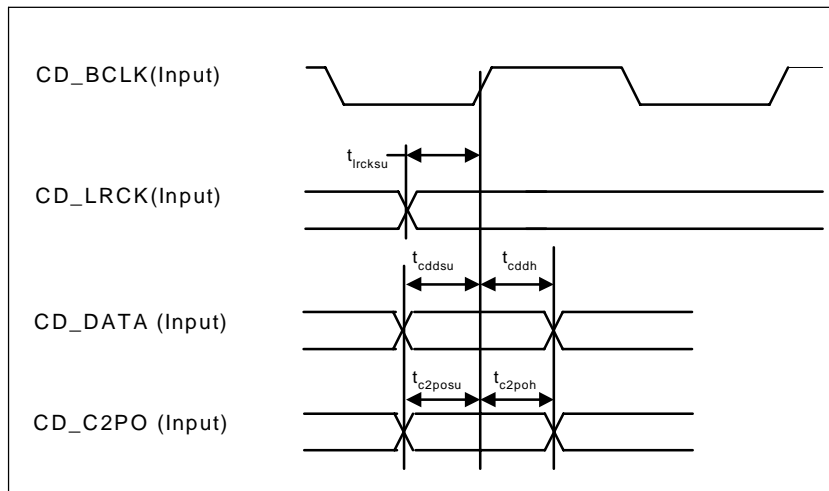 CD_BCLK(Input)
t_lrcksu
CD_LRCK(Input)
t_cddsu t_cddh
CD_DATA (Input)
t_c2posu t_c2poh
CD_C2PO (Input)